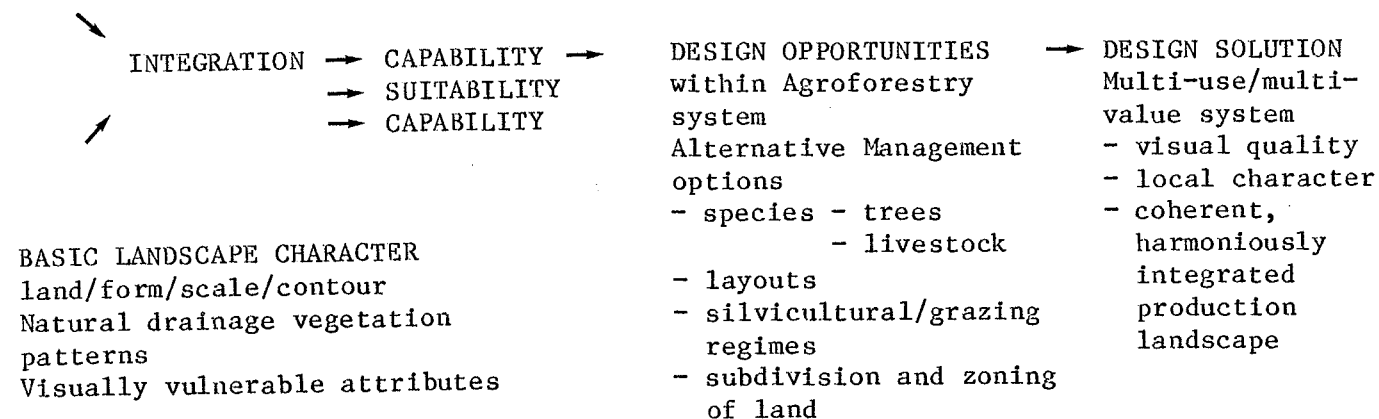 INTEGRATION → CAPABILITY →
→ SUITABILITY
→ CAPABILITY
BASIC LANDSCAPE CHARACTER
land/form/scale/contour
Natural drainage vegetation
patterns
Visually vulnerable attributes
DESIGN OPPORTUNITIES →
within Agroforestry
system
Alternative Management
options
- species - trees
- livestock
- layouts
- silvicultural/grazing
regimes
- subdivision and zoning
of land
DESIGN SOLUTION
Multi-use/multi-
value system
- visual quality
- local character
- coherent,
harmoniously
integrated
production
landscape